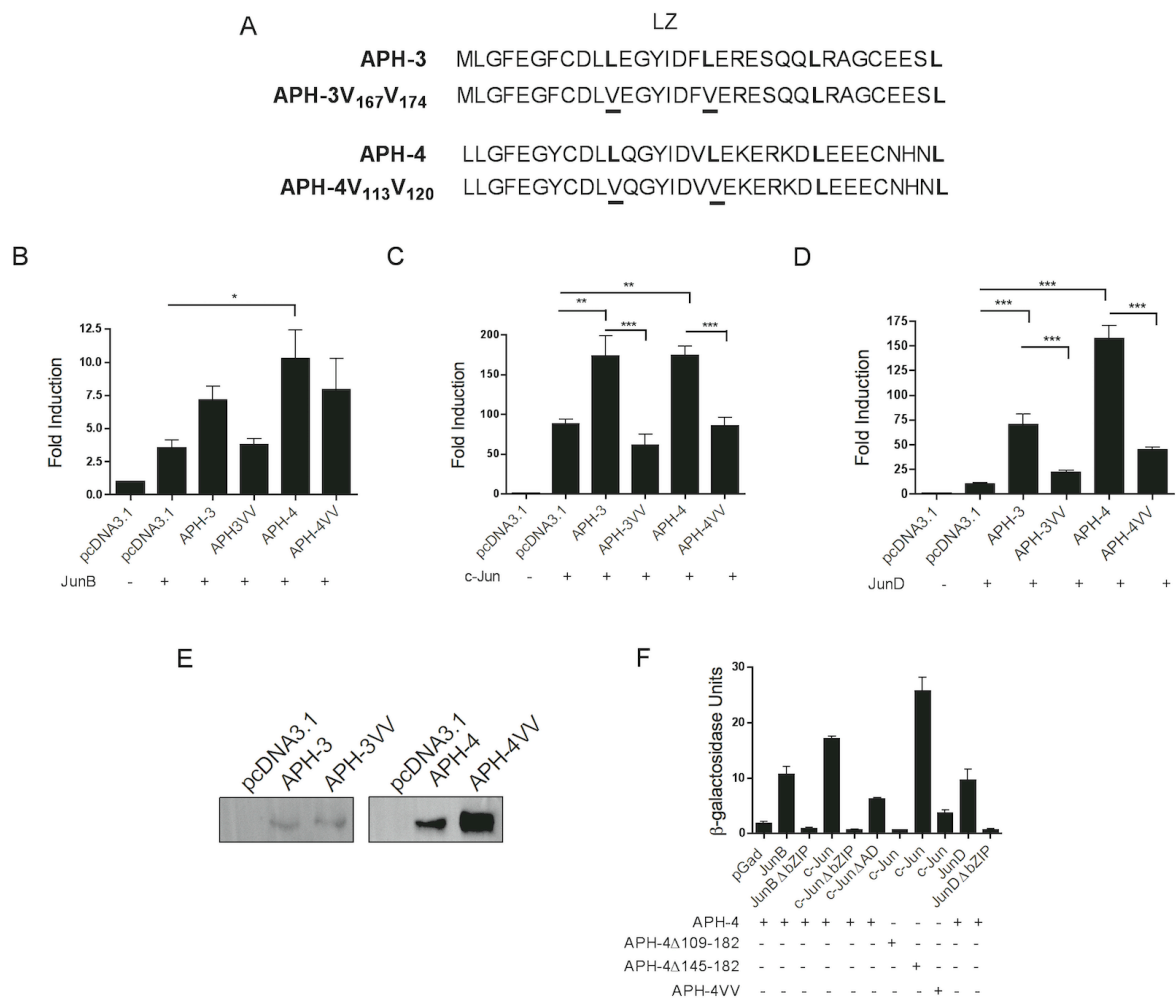 A
LZ
APH-3 MLGFEGFCDLLEGYIDFLERESQQLRAGCEESL
APH-3V167V174 MLGFEGFCDLVEGYIDFVERESQQLRAGCEESL
APH-4 LLGFEGYCDLLQGYIDVLEKERKDLEEECNHNL
APH-4V113V120 LLGFEGYCDLVQGYIDVVEKERKDLEEECNHNL
B
*
Fold Induction
12.5
10.0
7.5
5.0
2.5
0.0
pcDNA3.1 pcDNA3.1 APH-3 APH3VV APH-4 APH-4VV
JunB - + + + + +
C
**
** *** ***
Fold Induction
200
150
100
50
0
pcDNA3.1 pcDNA3.1 APH-3 APH-3VV APH-4 APH-4VV
c-Jun - + + + + +
D
***
*** ***
***
Fold Induction
175
150
125
100
75
50
25
0
pcDNA3.1 pcDNA3.1 APH-3 APH-3VV APH-4 APH-4VV
JunD - + + + + +
E
pcDNA3.1 APH-3 APH-3VV
pcDNA3.1 APH-4 APH-4VV
F
β-galactosidase Units
30
20
10
0
pGad JunB JunBΔbZIP c-Jun c-JunΔbZIP c-JunΔAD c-Jun c-Jun c-Jun JunD JunDΔbZIP
APH-4 + + + + + + - - - + +
APH-4Δ109-182 - - - - - - + - - - -
APH-4Δ145-182 - - - - - - - + - - -
APH-4VV - - - - - - - - + - -